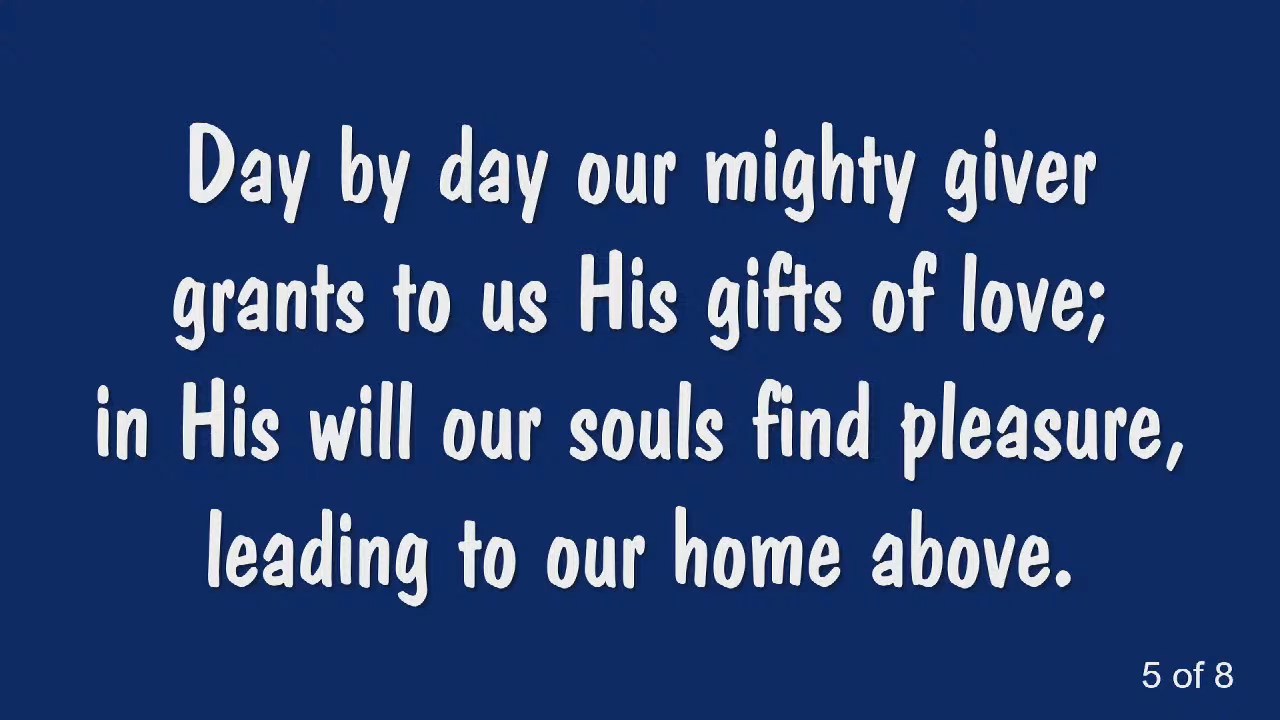 Day by day our mighty giver
grants to us His gifts of love;
in His will our souls find pleasure,
leading to our home above.
5 of 8